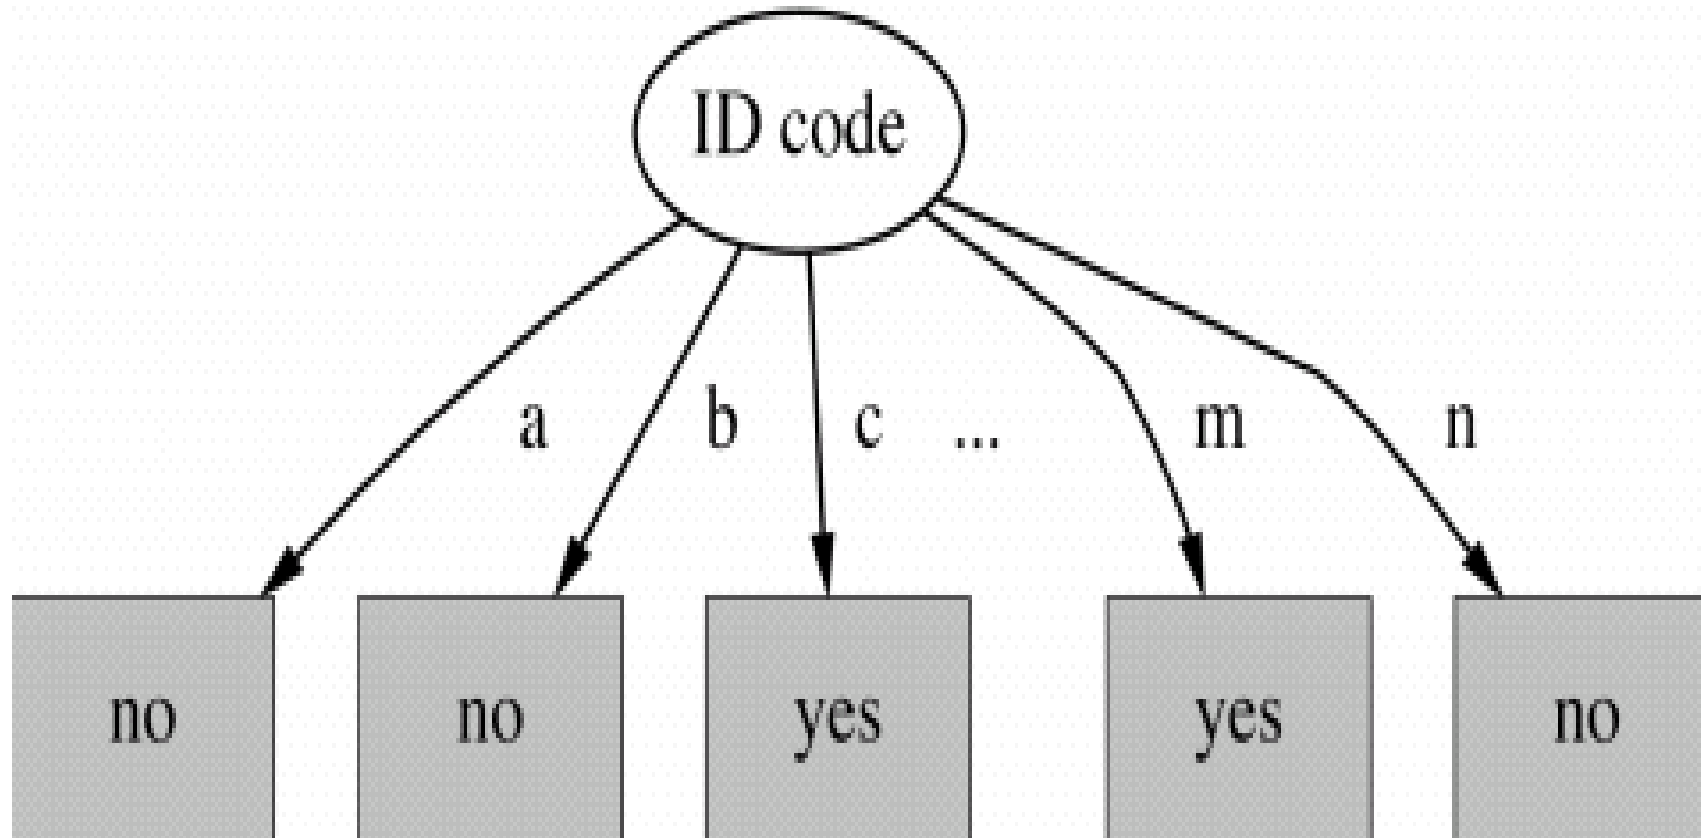 ID code
a b c ... m n
no no yes yes no